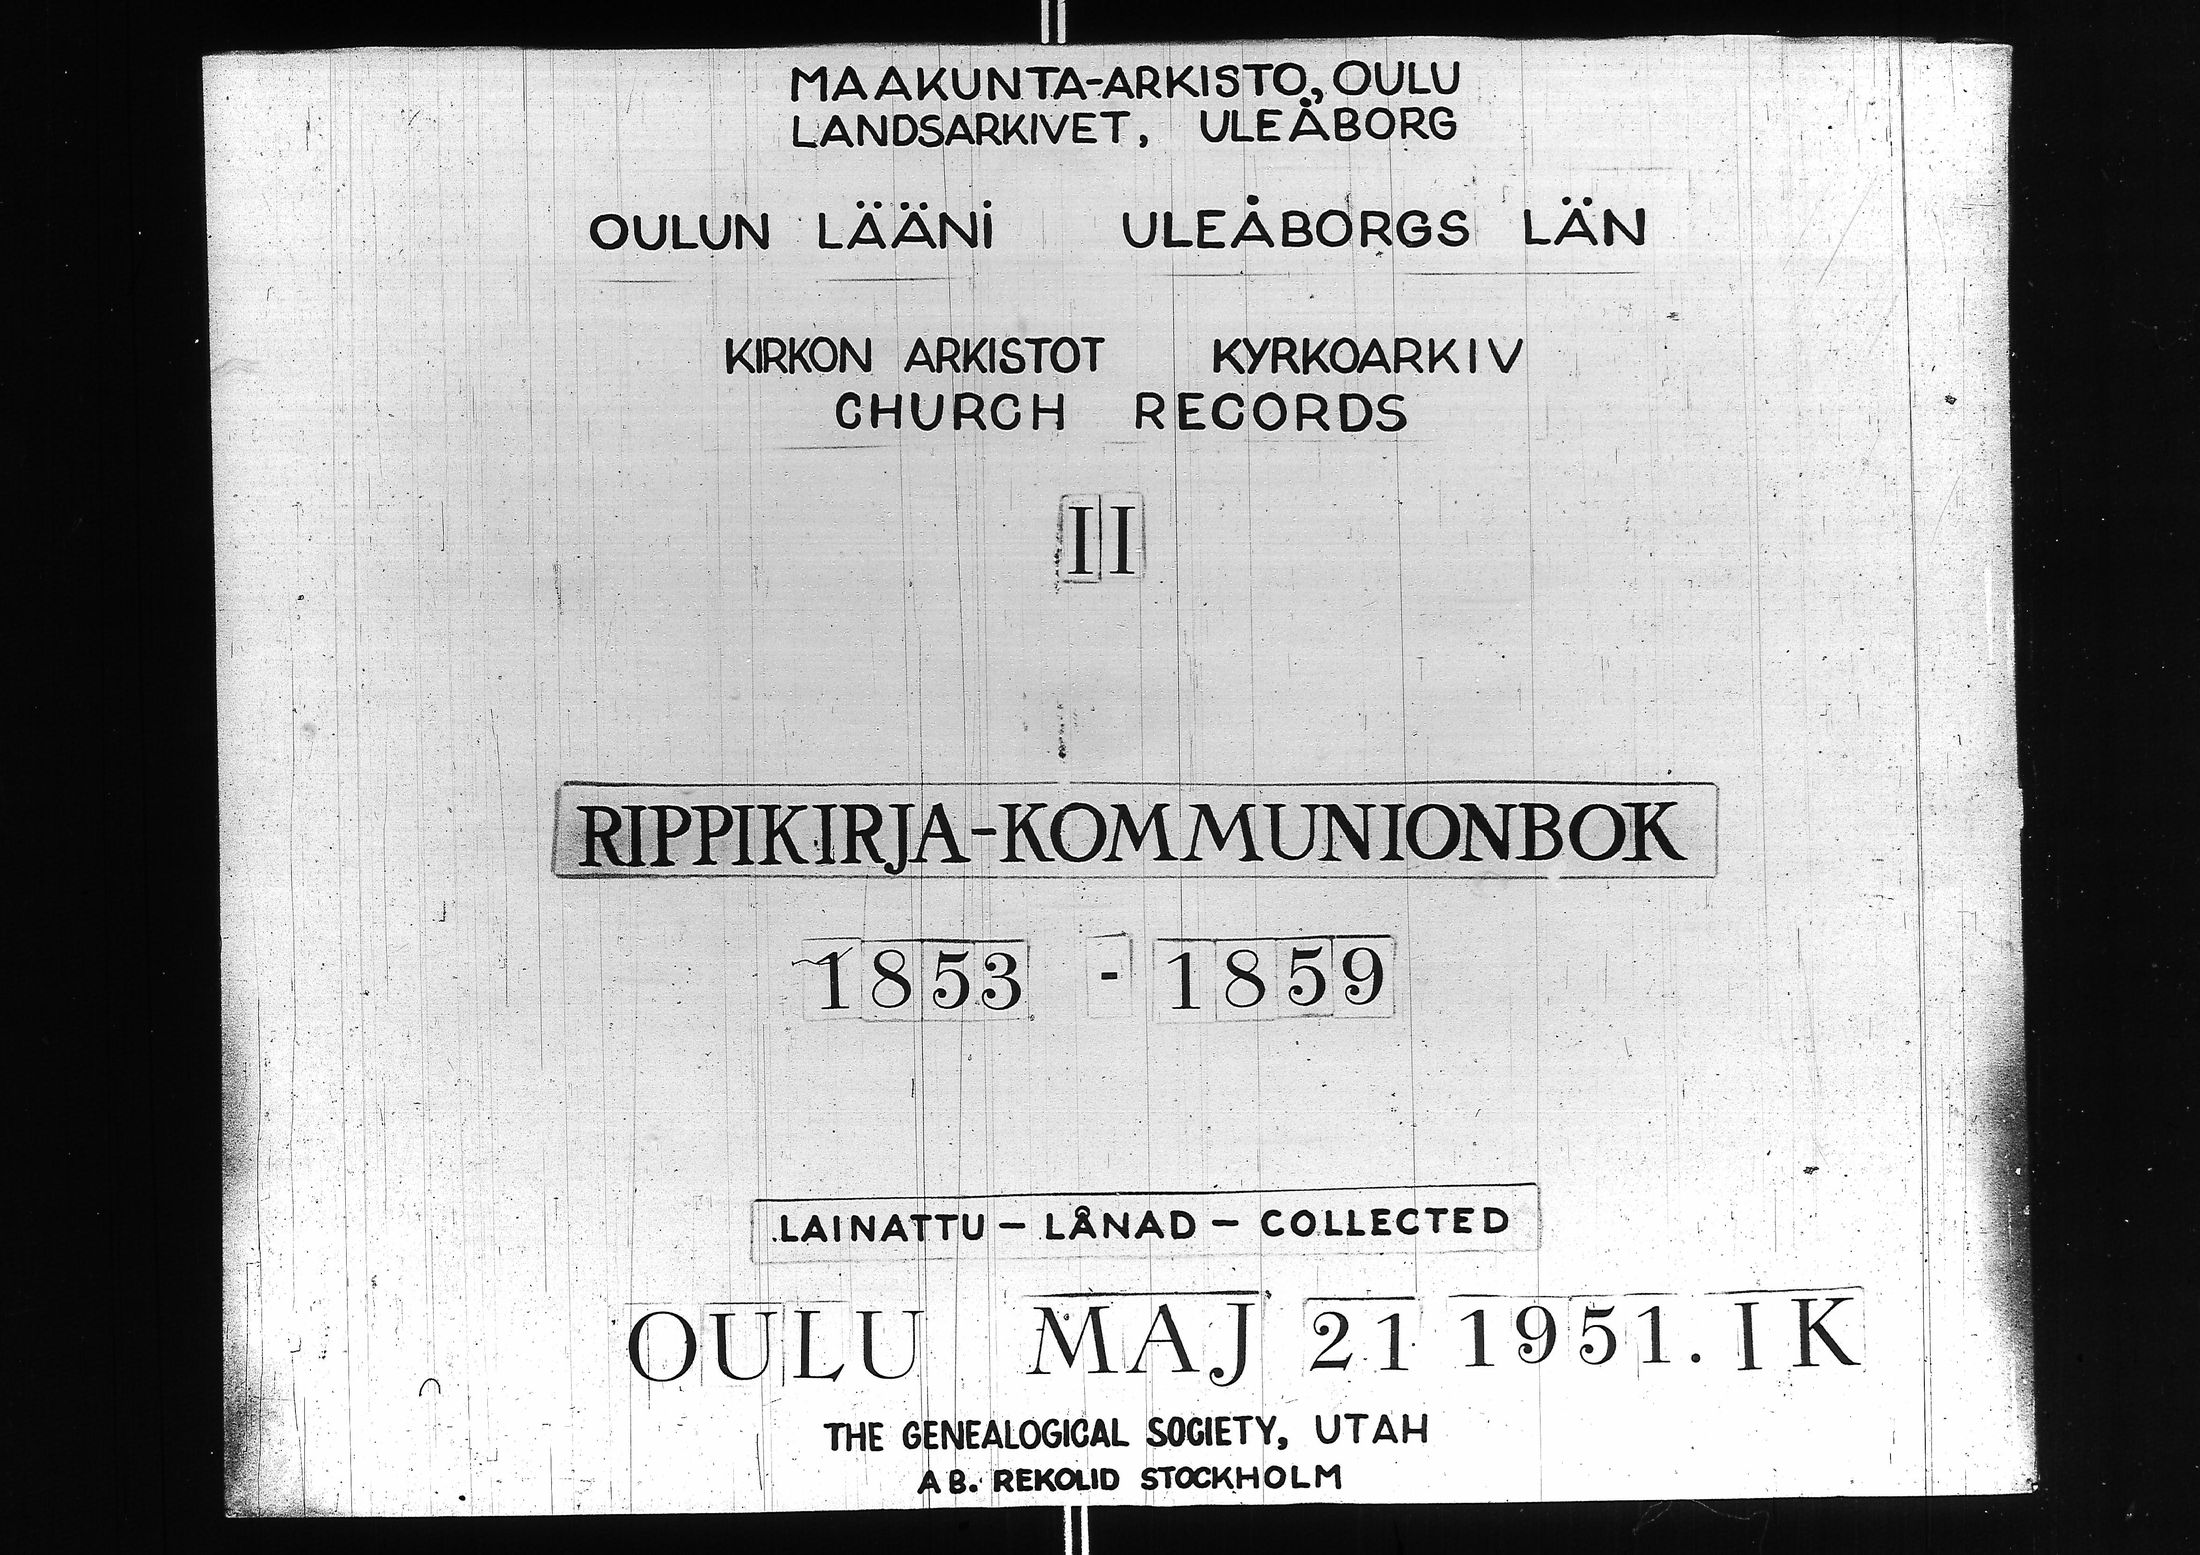 MAAKUNTA-ARKISTO, OULU
LANDSARKIVET, ULEÅBORG
OULUN LÄÄNI ULEÅBORGS LÄN
KIRKON ARKISTOT KYRKOARKIV
CHURCH RECORDS
II
RIPPIKIRJA-KOMMUNIONBOK
1853 - 1859
LAINATTU - LÅNAD - COLLECTED
OULU MAJ 21 1951. IK
THE GENEALOGICAL SOCIETY, UTAH
AB. REKOLID STOCKHOLM